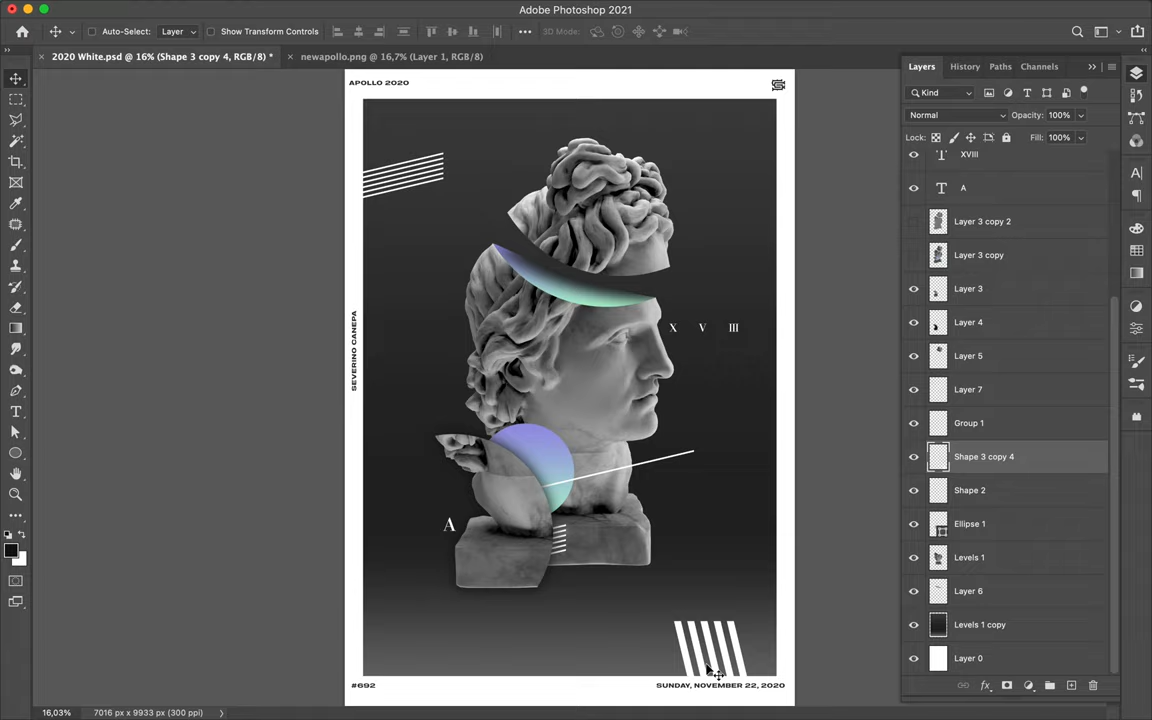 Adobe Photoshop 2021
Auto-Select: Layer Show Transform Controls 3D Mode:
2020 White.psd @ 16% (Shape 3 copy 4, RGB/8) * newapollo.png @ 16,7% (Layer 1, RGB/8)
APOLLO 2020
X V III
SEVERINO CANEPA
A
#692 SUNDAY, NOVEMBER 22, 2020
Layers History Paths Channels
Kind
Normal Opacity: 100%
Lock: Fill: 100%
XVIII
A
Layer 3 copy 2
Layer 3 copy
Layer 3
Layer 4
Layer 5
Layer 7
Group 1
Shape 3 copy 4
Shape 2
Ellipse 1
Levels 1
Layer 6
Levels 1 copy
Layer 0
16,03% 7016 px x 9933 px (300 ppi)